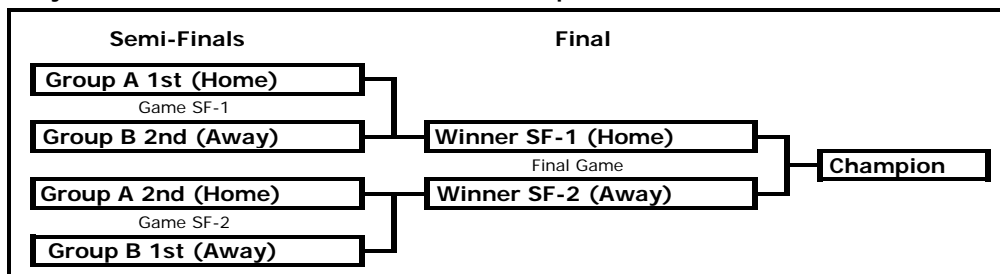 Semi-Finals Final
Group A 1st (Home)
Game SF-1
Group B 2nd (Away) Winner SF-1 (Home)
Final Game Champion
Group A 2nd (Home) Winner SF-2 (Away)
Game SF-2
Group B 1st (Away)